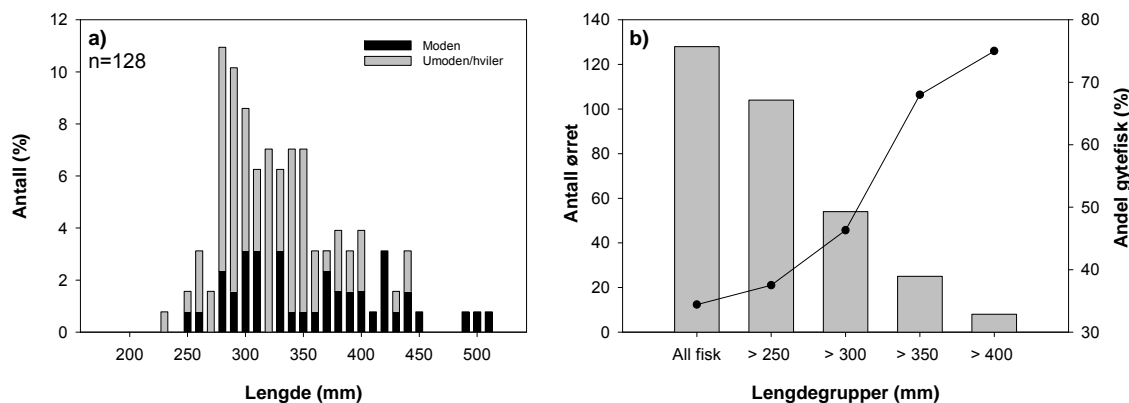 a)
n=128
Moden
Umoden/hviler
Antall (%)
12
10
8
6
4
2
0
200 250 300 350 400 450 500
Lengde (mm)
b)
Antall ørret
140
120
100
80
60
40
20
0
80
70
60
50
40
30
Andel gytefisk (%)
All fisk > 250 > 300 > 350 > 400
Lengdegrupper (mm)